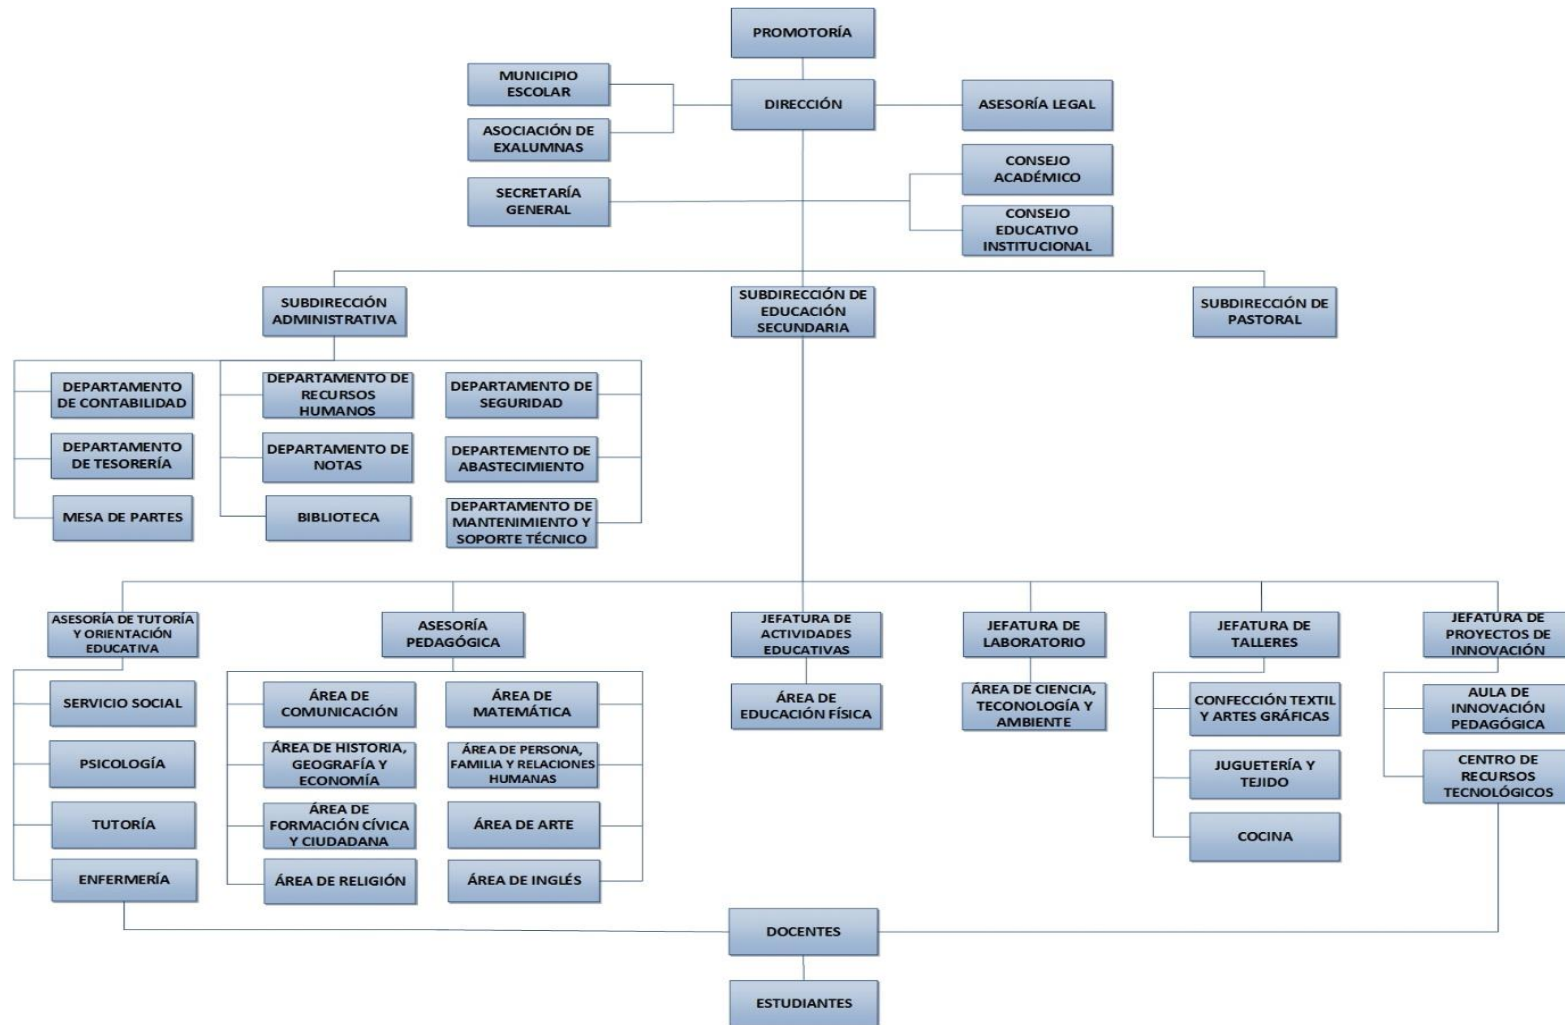 PROMOTORÍA
MUNICIPIO
ESCOLAR
DIRECCIÓN
ASESORÍA LEGAL
ASOCIACIÓN DE
EXALUMNAS
CONSEJO
ACADÉMICO
SECRETARÍA
GENERAL
CONSEJO
EDUCATIVO
INSTITUCIONAL
SUBDIRECCIÓN
ADMINISTRATIVA
SUBDIRECCIÓN DE
EDUCACIÓN
SECUNDARIA
SUBDIRECCIÓN DE
PASTORAL
DEPARTAMENTO
DE CONTABILIDAD
DEPARTAMENTO DE
RECURSOS
HUMANOS
DEPARTAMENTO DE
SEGURIDAD
DEPARTAMENTO
DE TESORERÍA
DEPARTAMENTO DE
NOTAS
DEPARTEMENTO DE
ABASTECIMIENTO
MESA DE PARTES
BIBLIOTECA
DEPARTAMENTO DE
MANTENIMIENTO Y
SOPORTE TÉCNICO
ASESORÍA DE TUTORÍA
Y ORIENTACIÓN
EDUCATIVA
ASESORÍA
PEDAGÓGICA
JEFATURA DE
ACTIVIDADES
EDUCATIVAS
JEFATURA DE
LABORATORIO
JEFATURA DE
TALLERES
JEFATURA DE
PROYECTOS DE
INNOVACIÓN
SERVICIO SOCIAL
ÁREA DE
COMUNICACIÓN
ÁREA DE
MATEMÁTICA
ÁREA DE
EDUCACIÓN FÍSICA
ÁREA DE CIENCIA,
TECONOLOGÍA Y
AMBIENTE
CONFECCIÓN TEXTIL
Y ARTES GRÁFICAS
AULA DE
INNOVACIÓN
PEDAGÓGICA
PSICOLOGÍA
ÁREA DE HISTORIA,
GEOGRAFÍA Y
ECONOMÍA
ÁREA DE PERSONA,
FAMILIA Y RELACIONES
HUMANAS
JUGUETERÍA Y
TEJIDO
CENTRO DE
RECURSOS
TECNOLÓGICOS
TUTORÍA
ÁREA DE
FORMACIÓN CÍVICA
Y CIUDADANA
ÁREA DE ARTE
COCINA
ENFERMERÍA
ÁREA DE RELIGIÓN
ÁREA DE INGLÉS
DOCENTES
ESTUDIANTES